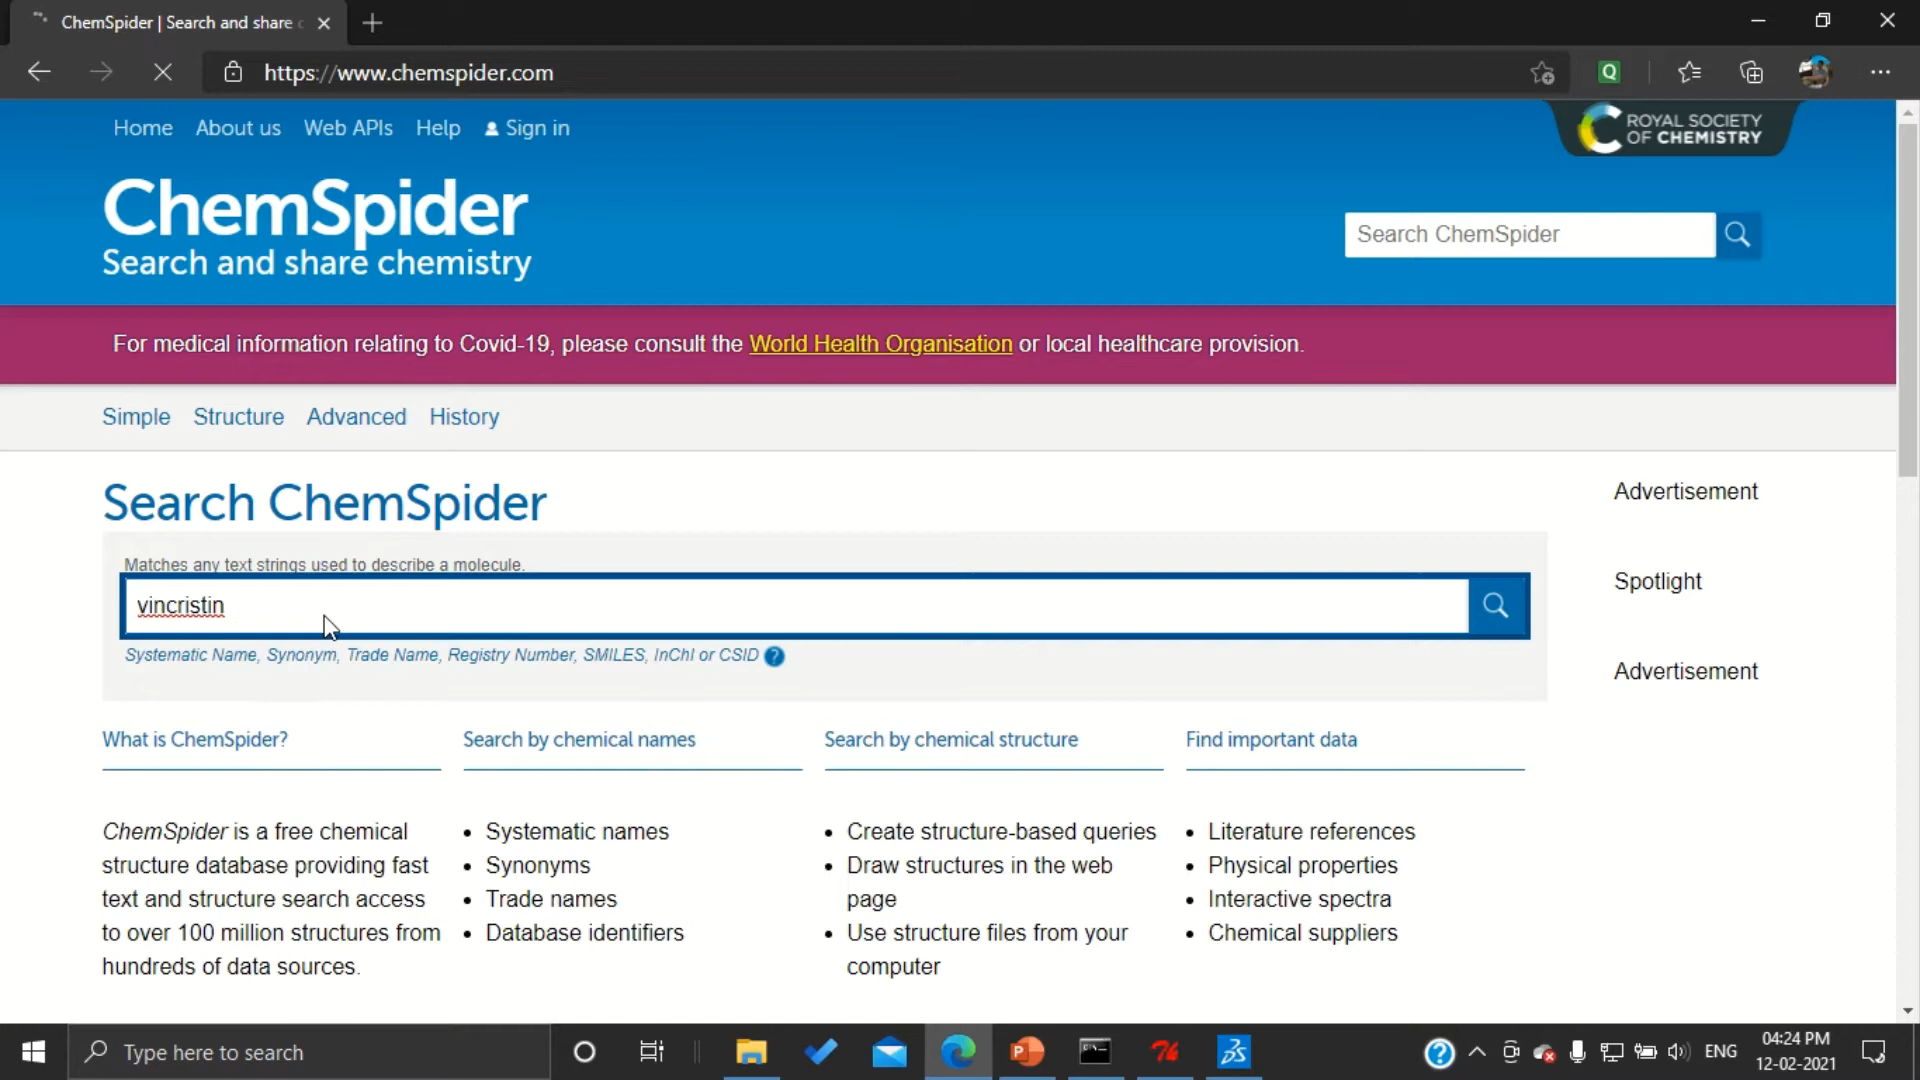 ChemSpider | Search and share c
https://www.chemspider.com
Q
Home About us Web APIs Help Sign in
ROYAL SOCIETY
OF CHEMISTRY
ChemSpider
Search and share chemistry
Search ChemSpider
For medical information relating to Covid-19, please consult the World Health Organisation or local healthcare provision.
Simple Structure Advanced History
Search ChemSpider
Advertisement
Matches any text strings used to describe a molecule.
Spotlight
vincristin
Systematic Name, Synonym, Trade Name, Registry Number, SMILES, InChI or CSID ?
Advertisement
What is ChemSpider?
ChemSpider is a free chemical
structure database providing fast
text and structure search access
to over 100 million structures from
hundreds of data sources.
Search by chemical names
• Systematic names
• Synonyms
• Trade names
• Database identifiers
Search by chemical structure
• Create structure-based queries
• Draw structures in the web
page
• Use structure files from your
computer
Find important data
• Literature references
• Physical properties
• Interactive spectra
• Chemical suppliers
Type here to search
ENG
04:24 PM
12-02-2021